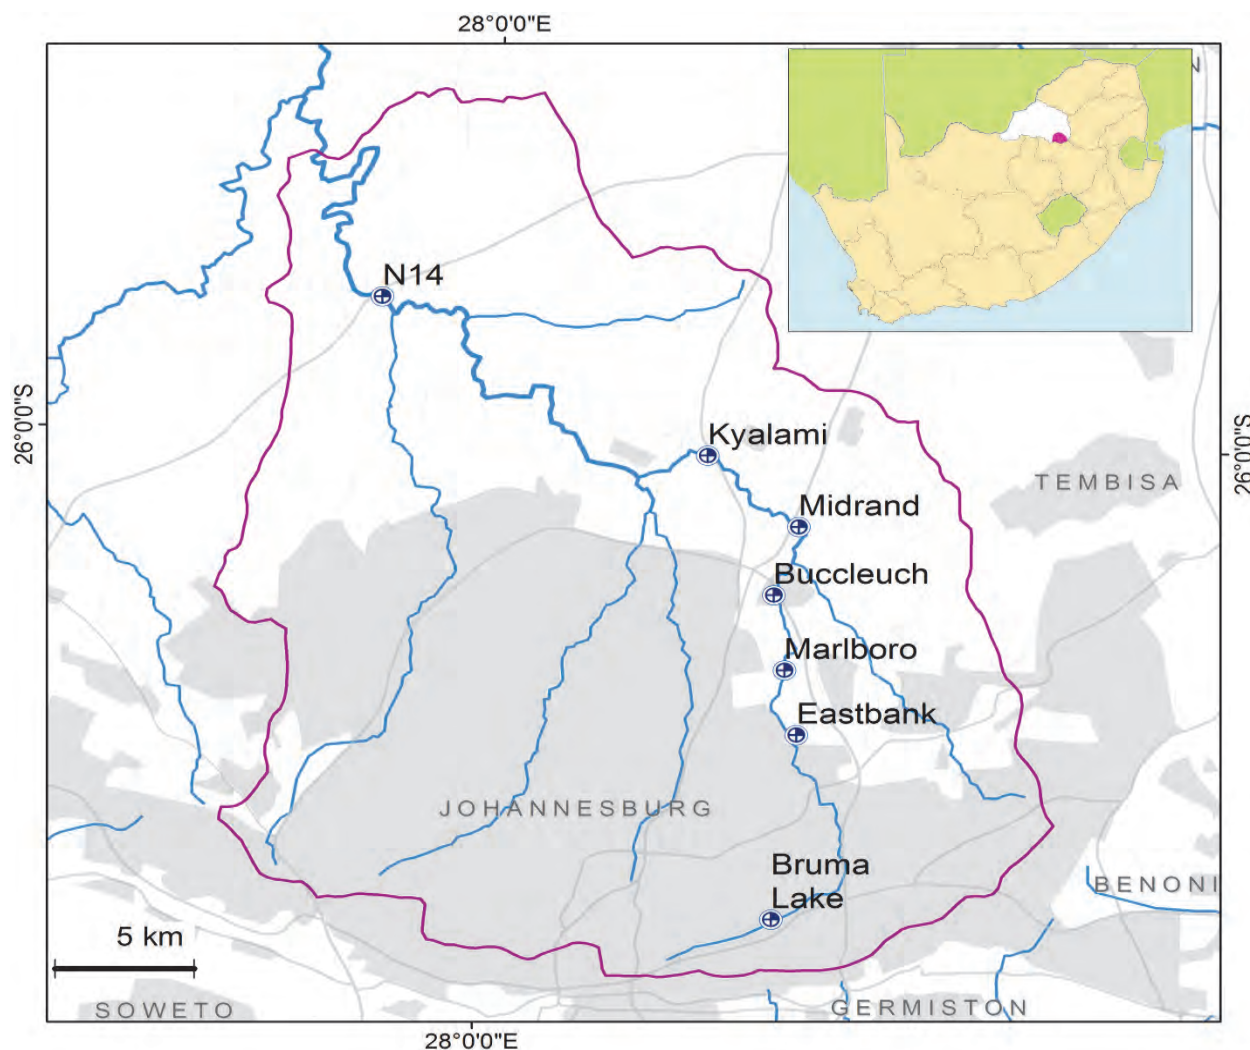 28°0'0"E
N
N14
26°0'0"S
26°0'0"S
Kyalami
TEMBISA
Midrand
Buccleuch
Marlboro
Eastbank
JOHANNESBURG
Bruma
Lake
BENONI
5 km
SOWETO
GERMISTON
28°0'0"E